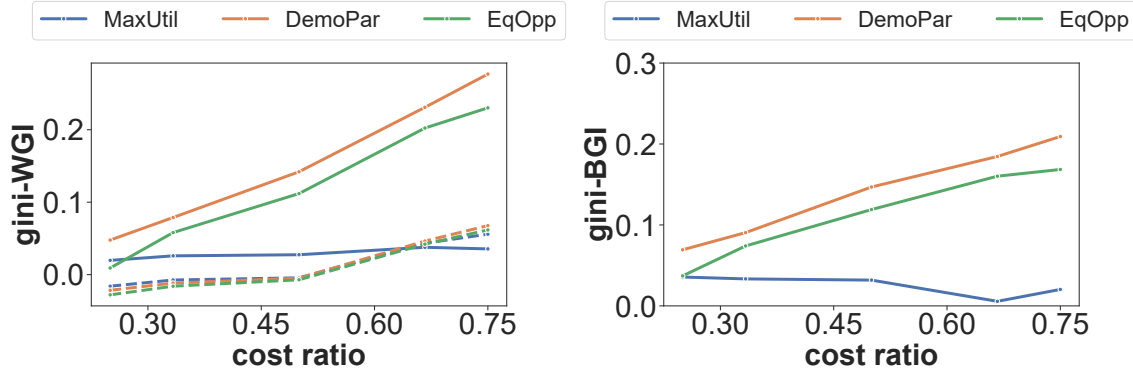 MaxUtil DemoPar EqOpp
gini-WGI
0.2
0.1
0.0
0.30 0.45 0.60 0.75
cost ratio
MaxUtil DemoPar EqOpp
gini-BGI
0.3
0.2
0.1
0.0
0.30 0.45 0.60 0.75
cost ratio